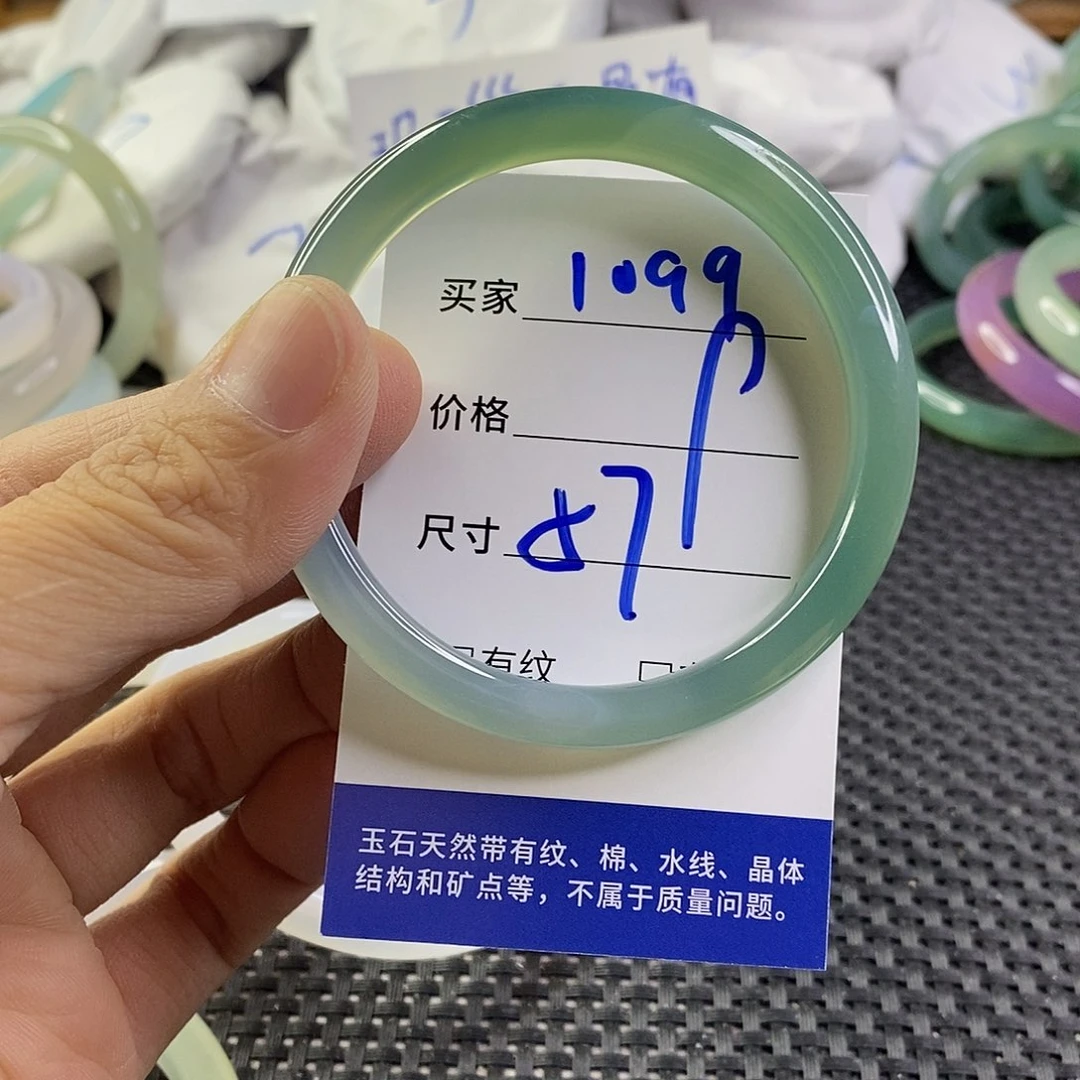 买家 1099
价格
尺寸 57
有纹
玉石天然带有纹、棉、水线、晶体
结构和矿点等，不属于质量问题。